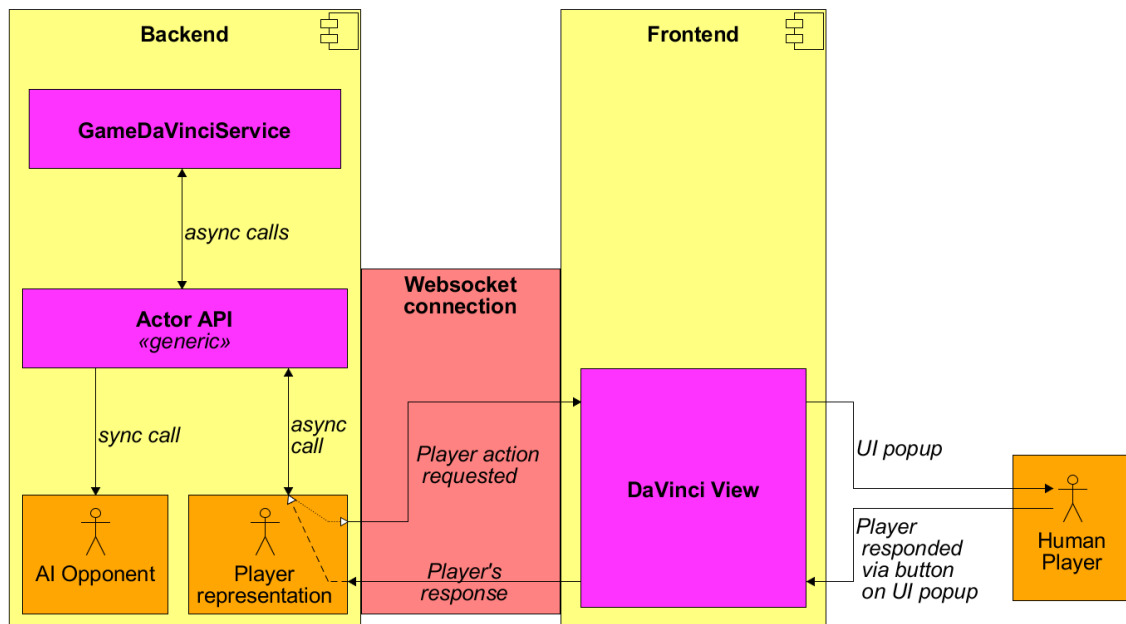 Backend
Frontend
GameDaVinciService
async calls
Websocket
connection
Actor API
«generic»
sync call
async
call
Player action
requested
UI popup
DaVinci View
AI Opponent
Player
representation
Player's
response
Player
responded
via button
on UI popup
Human
Player